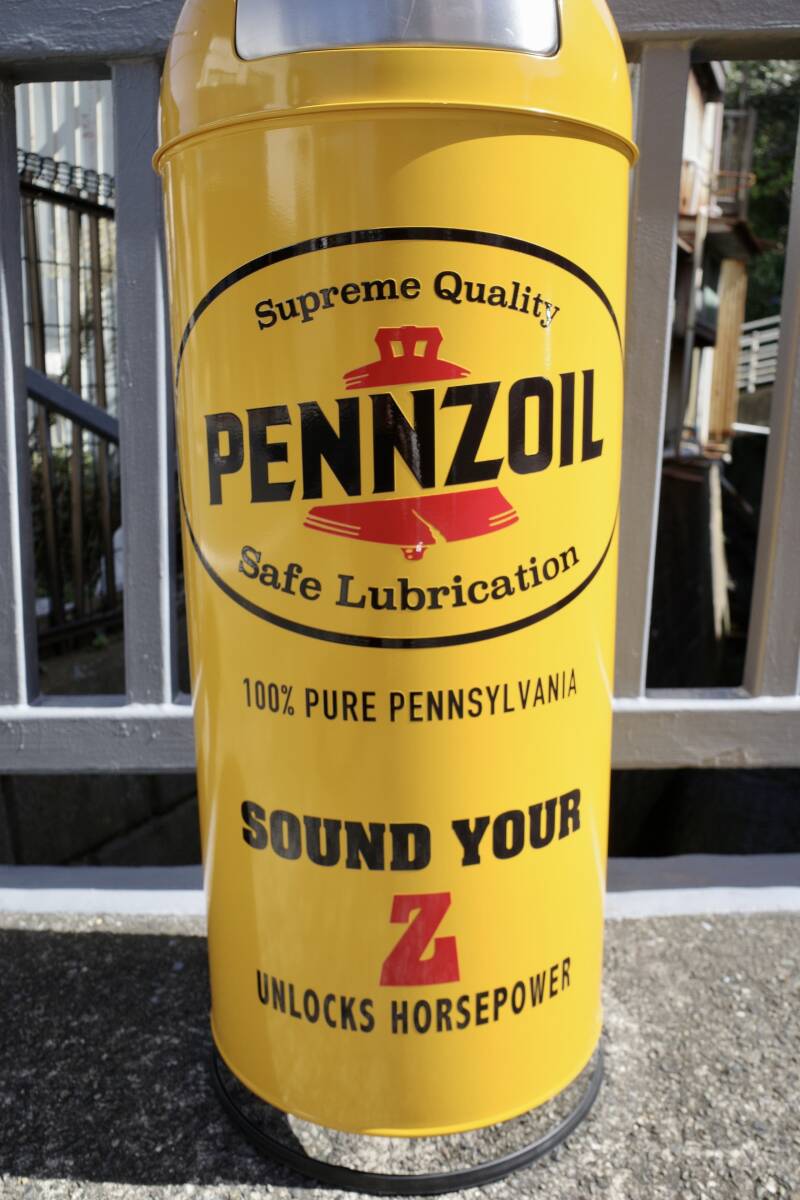 Supreme Quality
PENNZOIL
Safe Lubrication
100% PURE PENNSYLVANIA
SOUND YOUR
Z
UNLOCKS HORSEPOWER